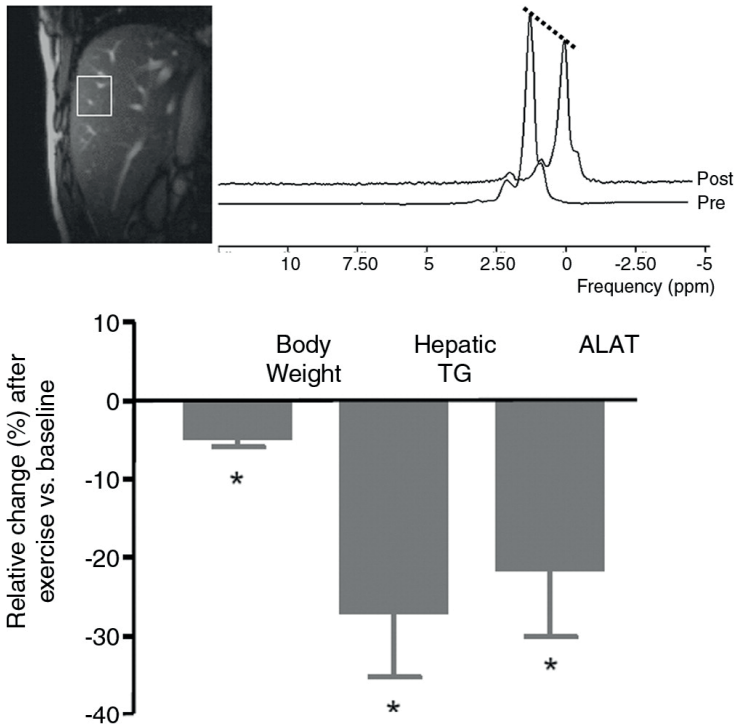 Post
Pre
10 7.50 5 2.50 0 -2.50 -5
Frequency (ppm)
Relative change (%) after
exercise vs. baseline
10
0
-10
-20
-30
-40
Body
Weight
Hepatic
TG
ALAT
*
*
*